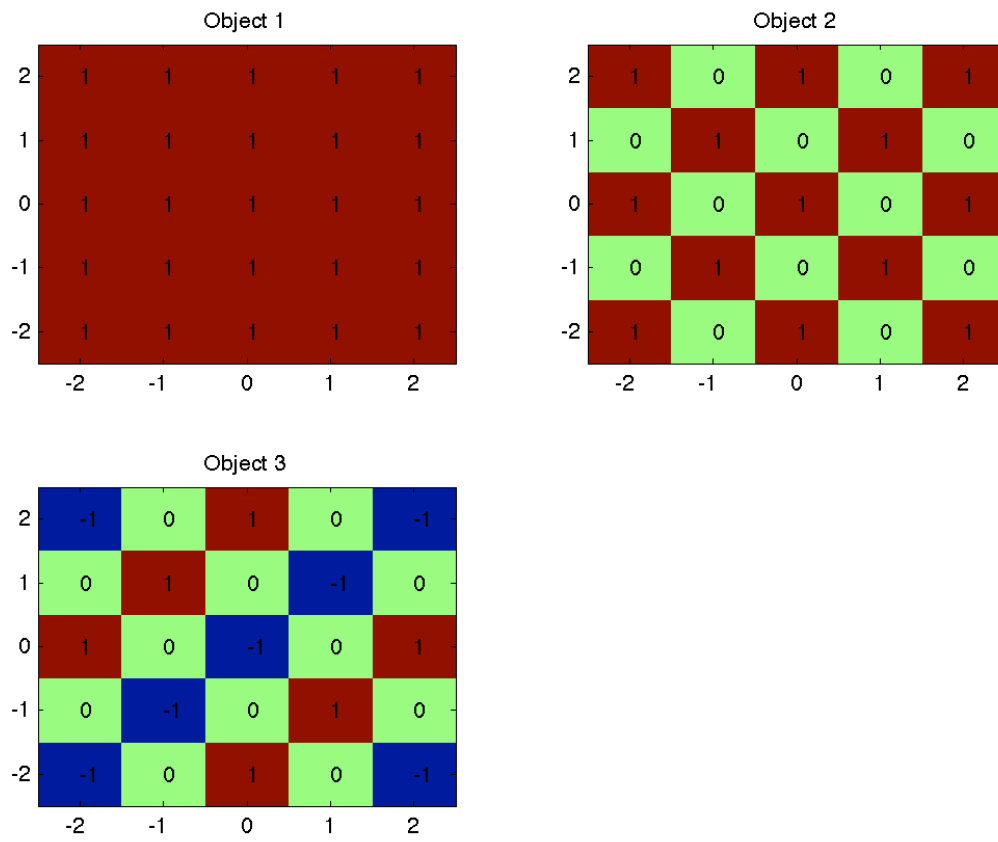 Object 1
2 1 1 1 1 1
1 1 1 1 1 1
0 1 1 1 1 1
-1 1 1 1 1 1
-2 1 1 1 1 1
-2 -1 0 1 2
Object 2
2 1 0 1 0 1
1 0 1 0 1 0
0 1 0 1 0 1
-1 0 1 0 1 0
-2 1 0 1 0 1
-2 -1 0 1 2
Object 3
2 -1 0 1 0 -1
1 0 1 0 -1 0
0 1 0 -1 0 1
-1 0 -1 0 1 0
-2 -1 0 1 0 -1
-2 -1 0 1 2